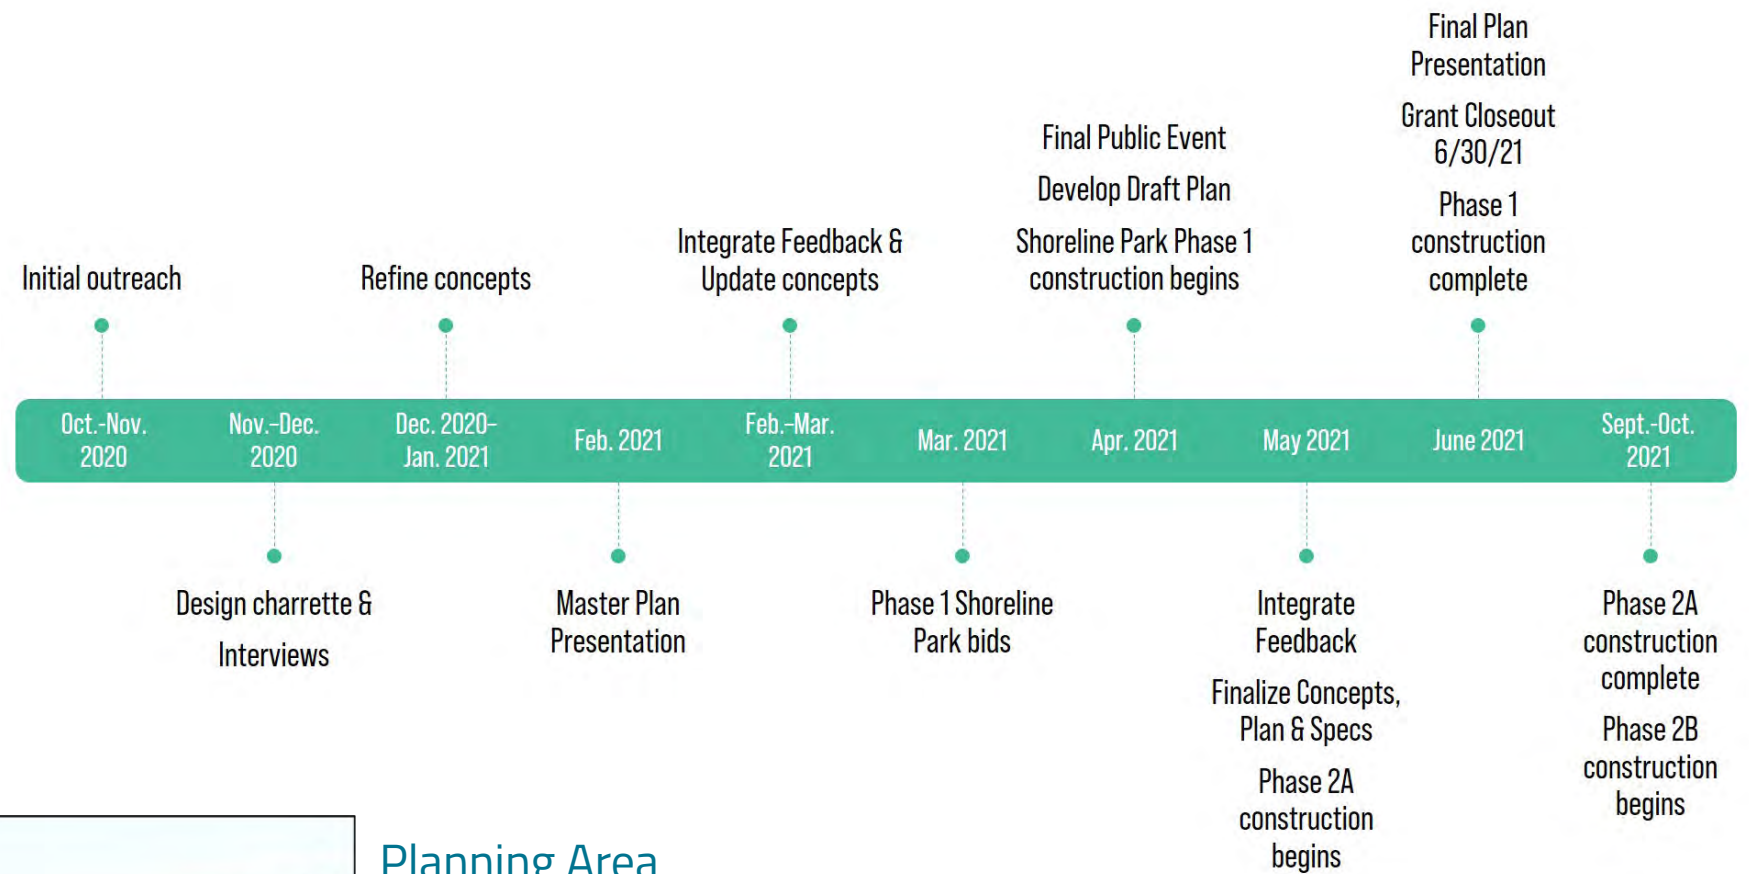 Final Plan
Presentation
Grant Closeout
6/30/21
Phase 1
construction
complete
Final Public Event
Develop Draft Plan
Shoreline Park Phase 1
construction begins
Integrate Feedback &
Update concepts
Refine concepts
Initial outreach
Oct.-Nov.
2020
Nov.-Dec.
2020
Dec. 2020-
Jan. 2021
Feb. 2021
Feb.-Mar.
2021
Mar. 2021
Apr. 2021
May 2021
June 2021
Sept.-Oct.
2021
Design charrette &
Interviews
Master Plan
Presentation
Phase 1 Shoreline
Park bids
Integrate
Feedback
Finalize Concepts,
Plan & Specs
Phase 2A
construction
begins
Phase 2A
construction
complete
Phase 2B
construction
begins
Planning Area